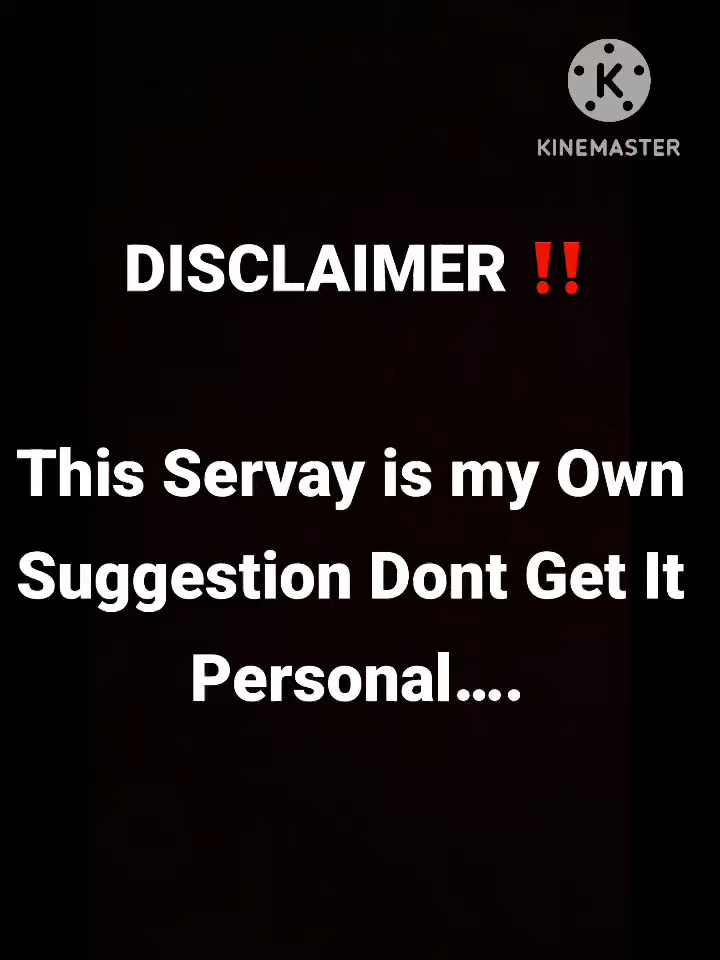 K
KINEMASTER
DISCLAIMER ‼️
This Servay is my Own
Suggestion Dont Get It
Personal….